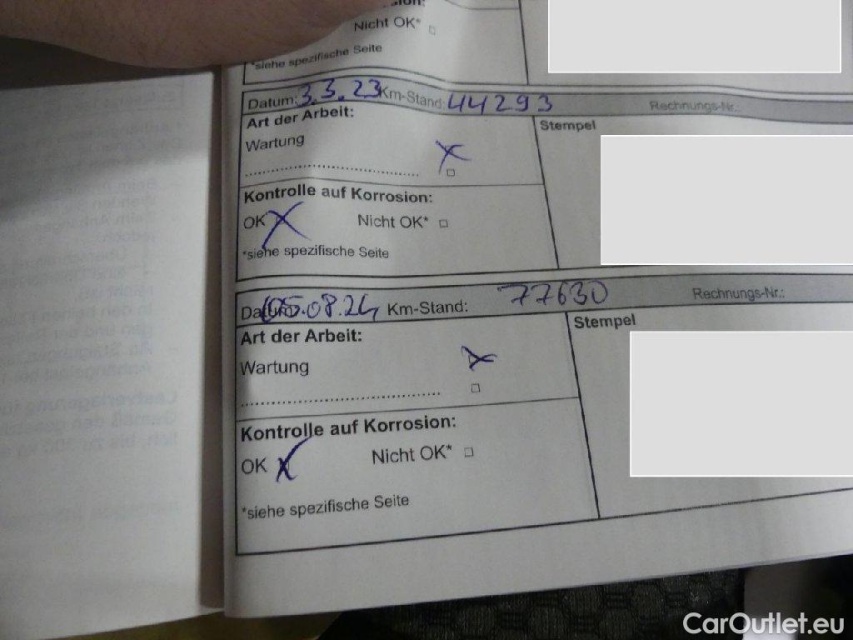 Nicht OK*
*siehe spezifische Seite
Datum: 3.3.23 Km-Stand: 44293 Rechnungs-Nr.:
Art der Arbeit: Stempel
Wartung
Kontrolle auf Korrosion:
OK Nicht OK*
*siehe spezifische Seite
Datum: 05.08.24 Km-Stand: 77630 Rechnungs-Nr.:
Art der Arbeit: Stempel
Wartung
Kontrolle auf Korrosion:
OK Nicht OK*
*siehe spezifische Seite
CarOutlet.eu